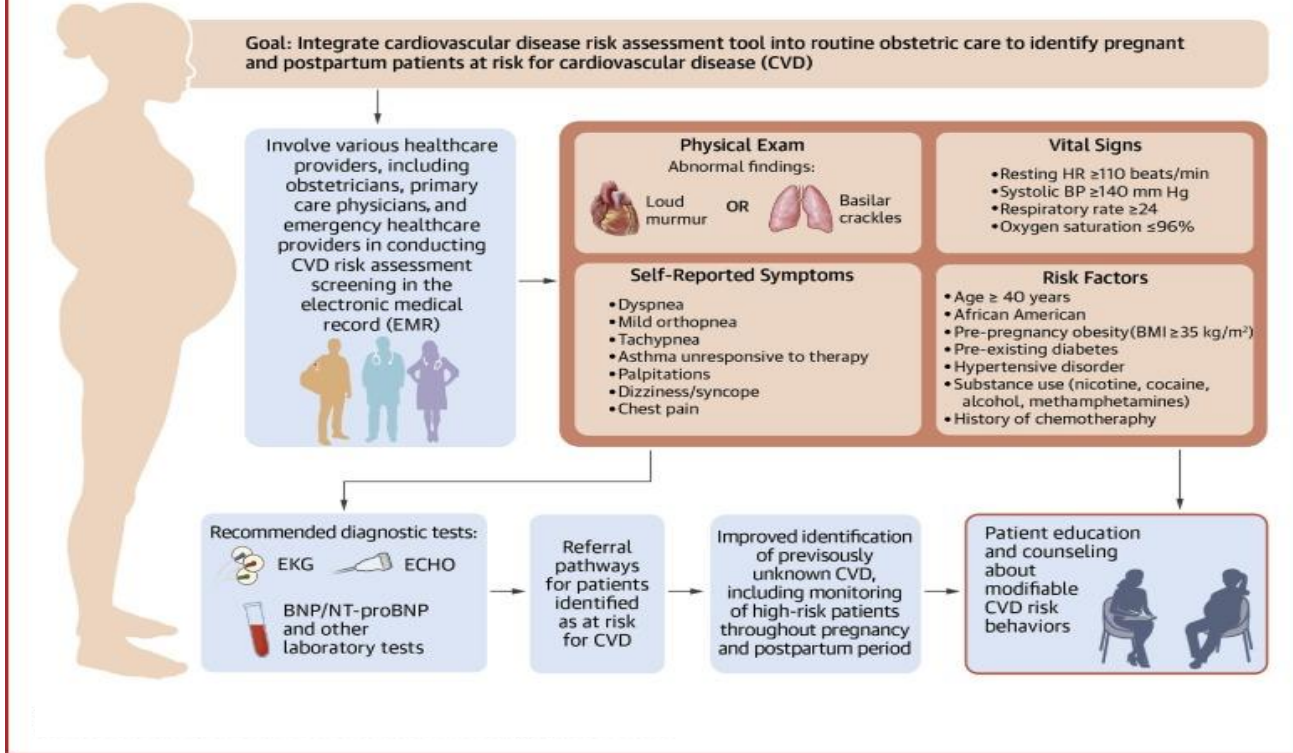 Goal: Integrate cardiovascular disease risk assessment tool into routine obstetric care to identify pregnant
and postpartum patients at risk for cardiovascular disease (CVD)
Involve various healthcare
providers, including
obstetricians, primary
care physicians, and
emergency healthcare
providers in conducting
CVD risk assessment
screening in the
electronic medical
record (EMR)
Physical Exam
Abnormal findings:
Loud
murmur
OR
Basilar
crackles
Vital Signs
•Resting HR ≥110 beats/min
•Systolic BP ≥140 mm Hg
•Respiratory rate ≥24
•Oxygen saturation ≤96%
Self-Reported Symptoms
•Dyspnea
•Mild orthopnea
•Tachypnea
•Asthma unresponsive to therapy
•Palpitations
•Dizziness/syncope
•Chest pain
Risk Factors
•Age ≥ 40 years
•African American
•Pre-pregnancy obesity(BMI ≥35 kg/m²)
•Pre-existing diabetes
•Hypertensive disorder
•Substance use (nicotine, cocaine,
alcohol, methamphetamines)
•History of chemotheraphy
Recommended diagnostic tests:
EKG
ECHO
BNP/NT-proBNP
and other
laboratory tests
Referral
pathways
for patients
identified
as at risk
for CVD
Improved identification
of previsously
unknown CVD,
including monitoring
of high-risk patients
throughout pregnancy
and postpartum period
Patient education
and counseling
about
modifiable
CVD risk
behaviors